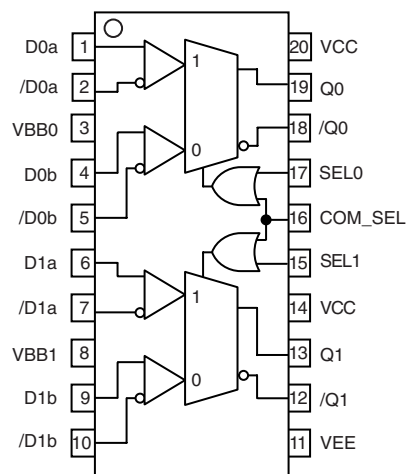 D0a 1 20 VCC
/D0a 2 1 19 Q0
VBB0 3 18 /Q0
D0b 4 0 17 SEL0
/D0b 5 16 COM_SEL
D1a 6 15 SEL1
/D1a 7 1 14 VCC
VBB1 8 13 Q1
D1b 9 0 12 /Q1
/D1b 10 11 VEE